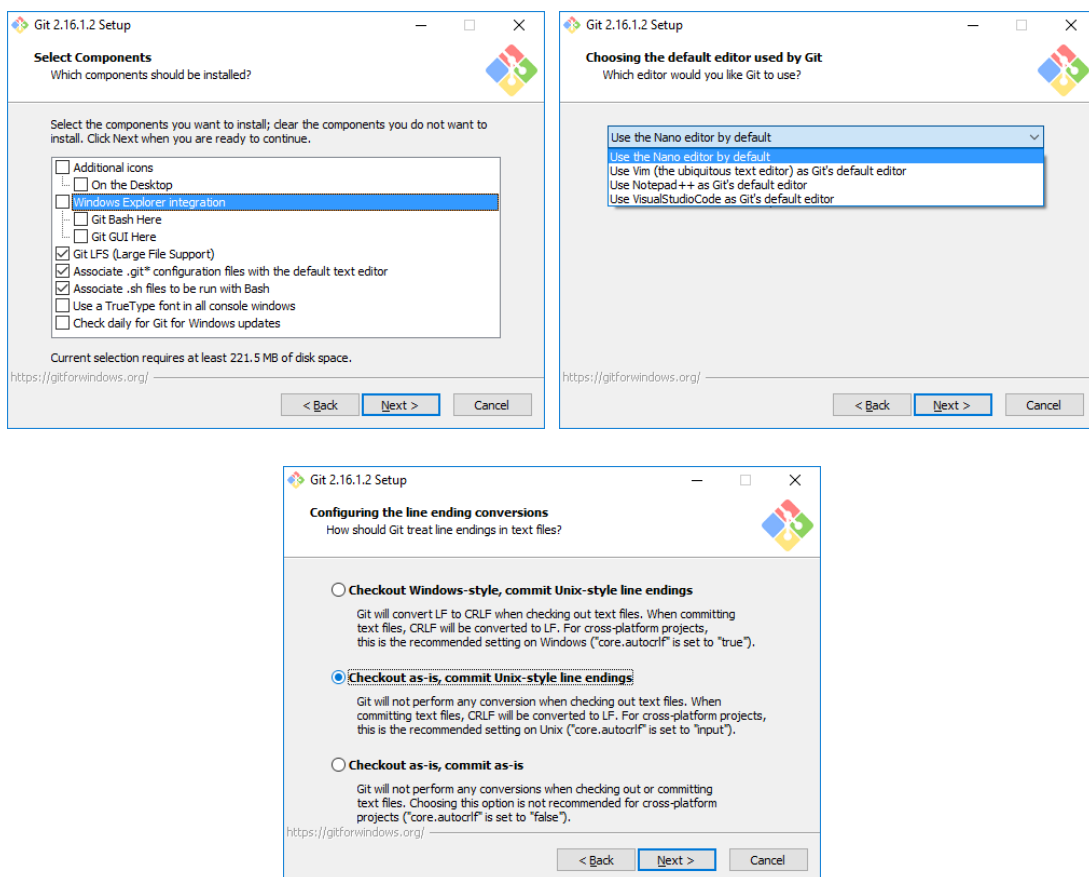 Git 2.16.1.2 Setup
Select Components
Which components should be installed?
Select the components you want to install; clear the components you do not want to
install. Click Next when you are ready to continue.
Additional icons
On the Desktop
Windows Explorer integration
Git Bash Here
Git GUI Here
Git LFS (Large File Support)
Associate .git* configuration files with the default text editor
Associate .sh files to be run with Bash
Use a TrueType font in all console windows
Check daily for Git for Windows updates
Current selection requires at least 221.5 MB of disk space.
https://gitforwindows.org/
< Back Next > Cancel
Git 2.16.1.2 Setup
Choosing the default editor used by Git
Which editor would you like Git to use?
Use the Nano editor by default
Use the Nano editor by default
Use Vim (the ubiquitous text editor) as Git's default editor
Use Notepad++ as Git's default editor
Use VisualStudioCode as Git's default editor
https://gitforwindows.org/
< Back Next > Cancel
Git 2.16.1.2 Setup
Configuring the line ending conversions
How should Git treat line endings in text files?
Checkout Windows-style, commit Unix-style line endings
Git will convert LF to CRLF when checking out text files. When committing
text files, CRLF will be converted to LF. For cross-platform projects,
this is the recommended setting on Windows ("core.autocrlf" is set to "true").
Checkout as-is, commit Unix-style line endings
Git will not perform any conversion when checking out text files. When
committing text files, CRLF will be converted to LF. For cross-platform projects,
this is the recommended setting on Unix ("core.autocrlf" is set to "input").
Checkout as-is, commit as-is
Git will not perform any conversions when checking out or committing
text files. Choosing this option is not recommended for cross-platform
projects ("core.autocrlf" is set to "false").
https://gitforwindows.org/
< Back Next > Cancel